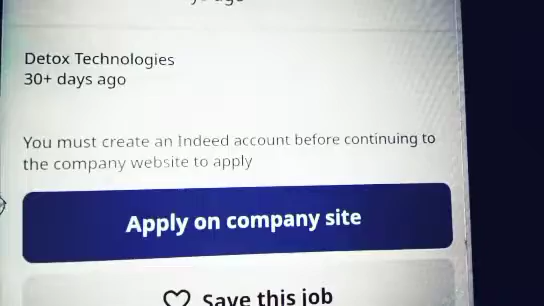 Detox Technologies
30+ days ago
You must create an Indeed account before continuing to
the company website to apply
Apply on company site
Save this job